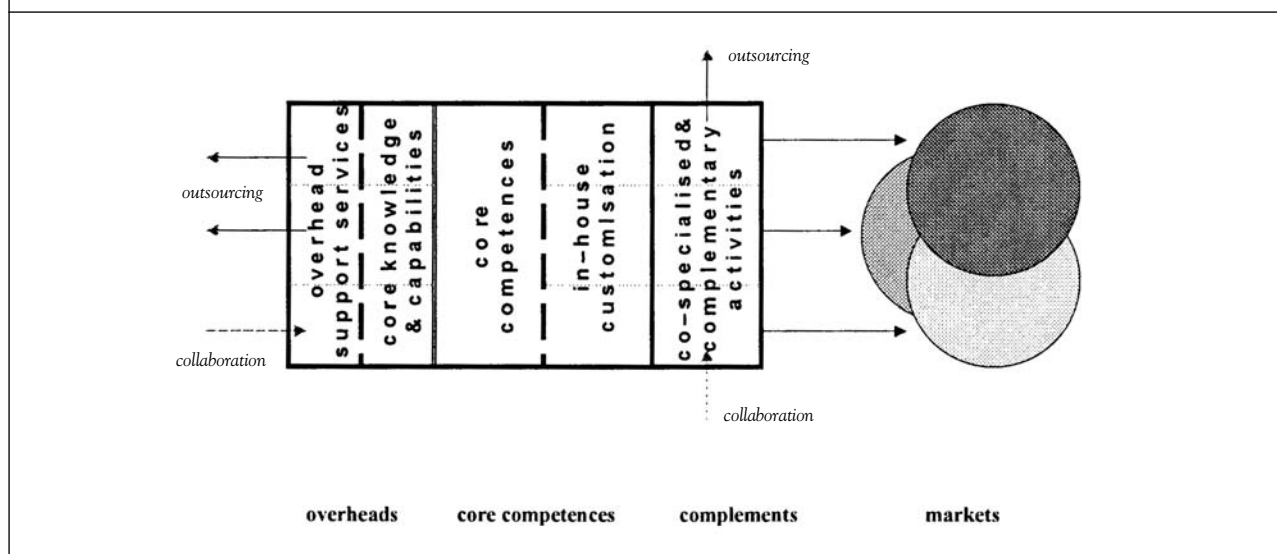 outsourcing
outsourcing
collaboration
overhead
support services
core knowledge
& capabilities
core
competences
in-house
customisation
co-specialised&
complementary
activities
collaboration
overheads
core competences
complements
markets